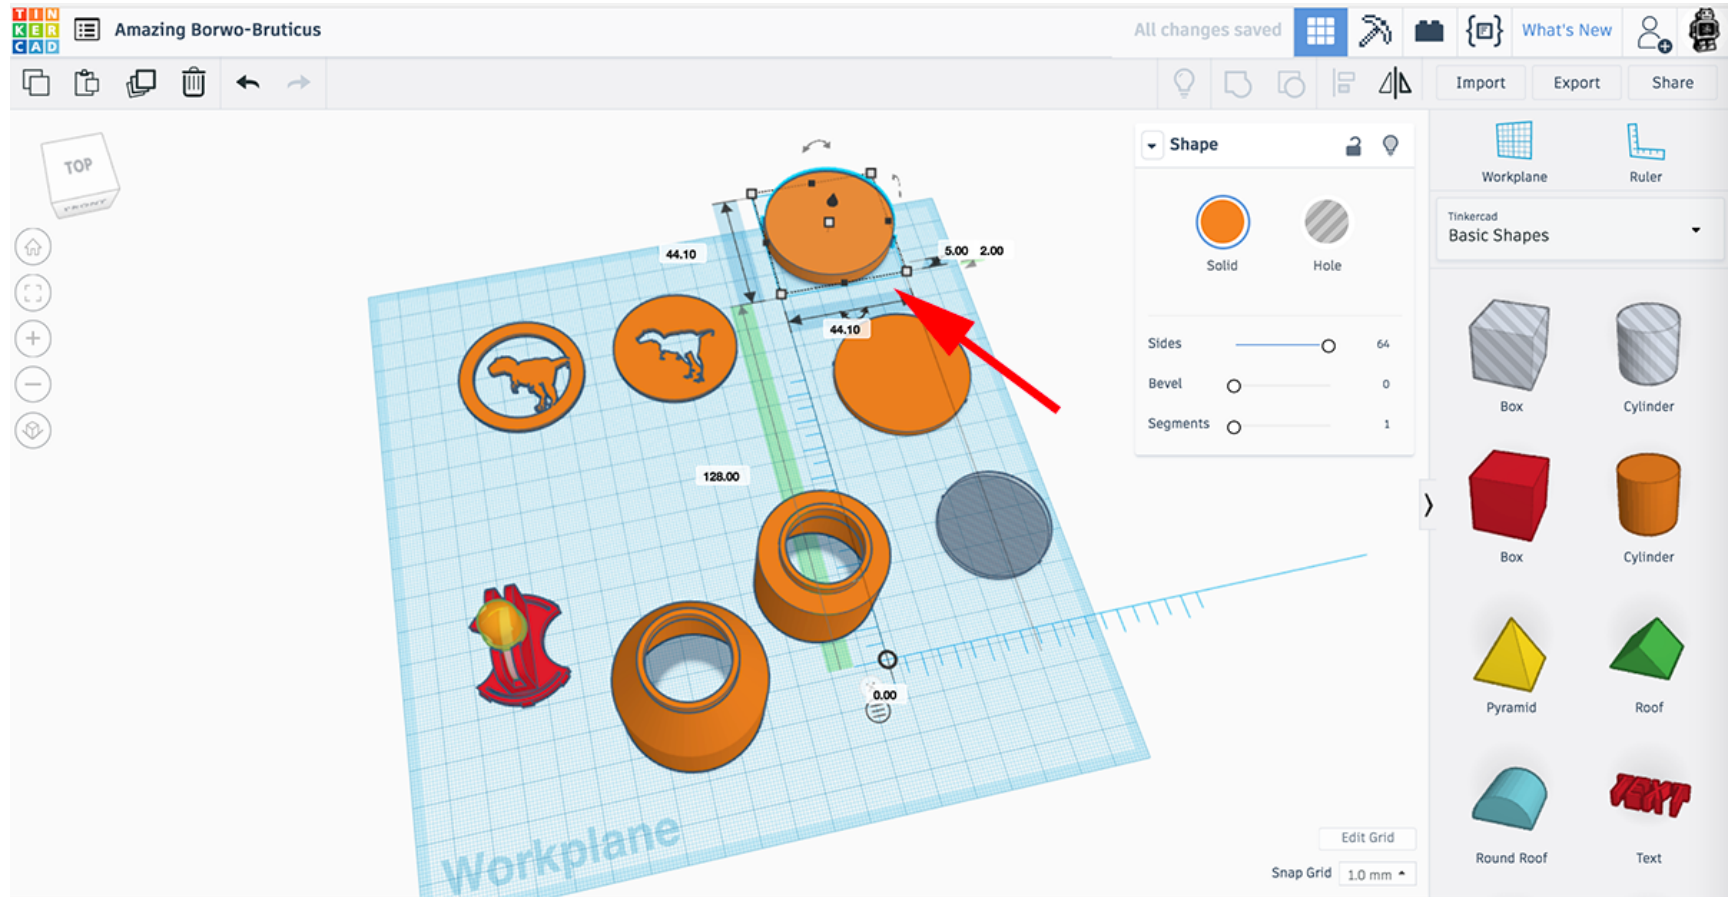 TIN
KER
CAD
Amazing Borwo-Bruticus
All changes saved
What's New
Import
Export
Share
TOP
FRONT
Shape
Solid
Hole
Sides
64
Bevel
0
Segments
1
44.10
5.00
2.00
44.10
128.00
0.00
Workplane
Workplane
Ruler
Tinkercad
Basic Shapes
Box
Cylinder
Box
Cylinder
Pyramid
Roof
TEXT
Round Roof
Text
Edit Grid
Snap Grid
1.0 mm